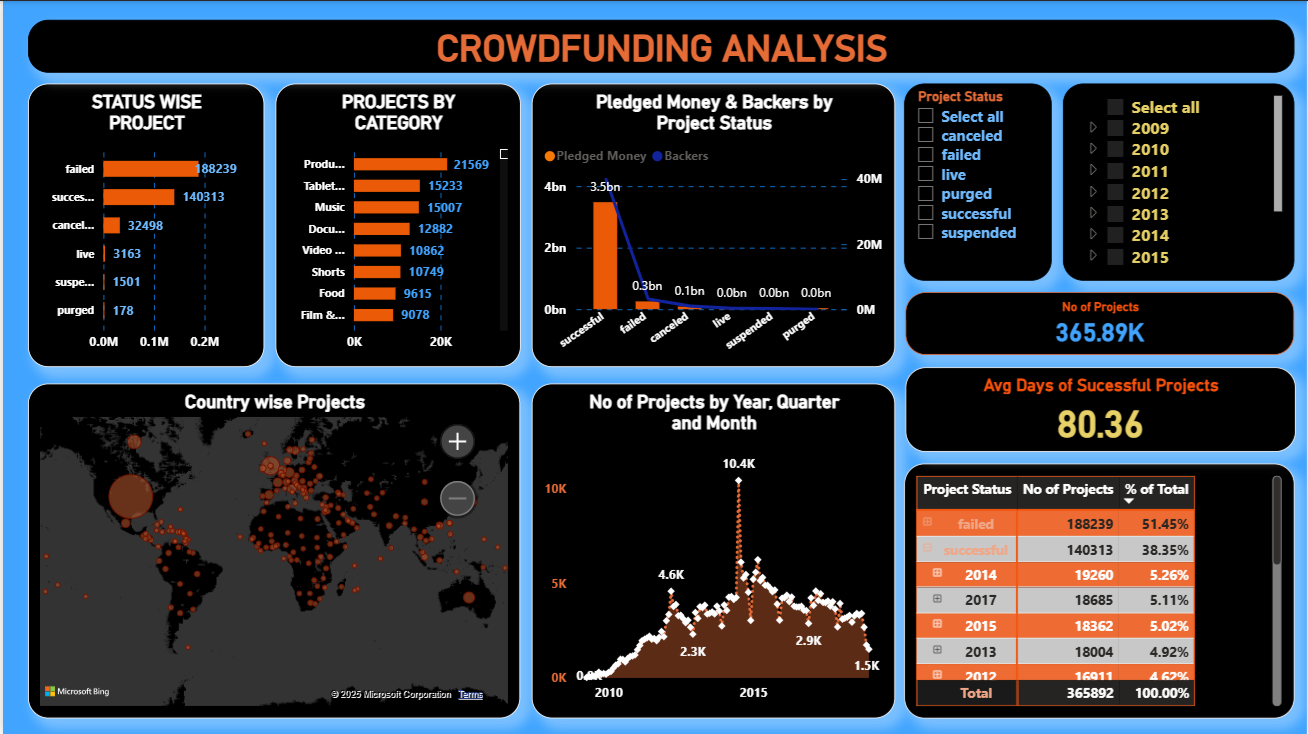 CROWDFUNDING ANALYSIS
STATUS WISE
PROJECT
failed
188239
succes...
140313
cancel...
32498
live
3163
suspe...
1501
purged
178
0.0M 0.1M 0.2M
PROJECTS BY
CATEGORY
Produ...
21569
Tablet...
15233
Music
15007
Docu...
12882
Video ...
10862
Shorts
10749
Food
9615
Film &...
9078
0K 20K
Pledged Money & Backers by
Project Status
Pledged Money Backers
4bn
2bn
0bn
3.5bn
0.3bn
0.1bn
0.0bn
0.0bn
0.0bn
40M
20M
0M
successful
failed
canceled
live
suspended
purged
Project Status
Select all
canceled
failed
live
purged
successful
suspended
Select all
2009
2010
2011
2012
2013
2014
2015
No of Projects
365.89K
Avg Days of Sucessful Projects
80.36
Country wise Projects
Microsoft Bing
© 2025 Microsoft Corporation Terms
No of Projects by Year, Quarter
and Month
10K
5K
0K
10.4K
4.6K
2.3K
2.9K
1.5K
2010 2015
Project Status No of Projects % of Total
failed 188239 51.45%
successful 140313 38.35%
2014 19260 5.26%
2017 18685 5.11%
2015 18362 5.02%
2013 18004 4.92%
2012 16911 4.62%
Total 365892 100.00%